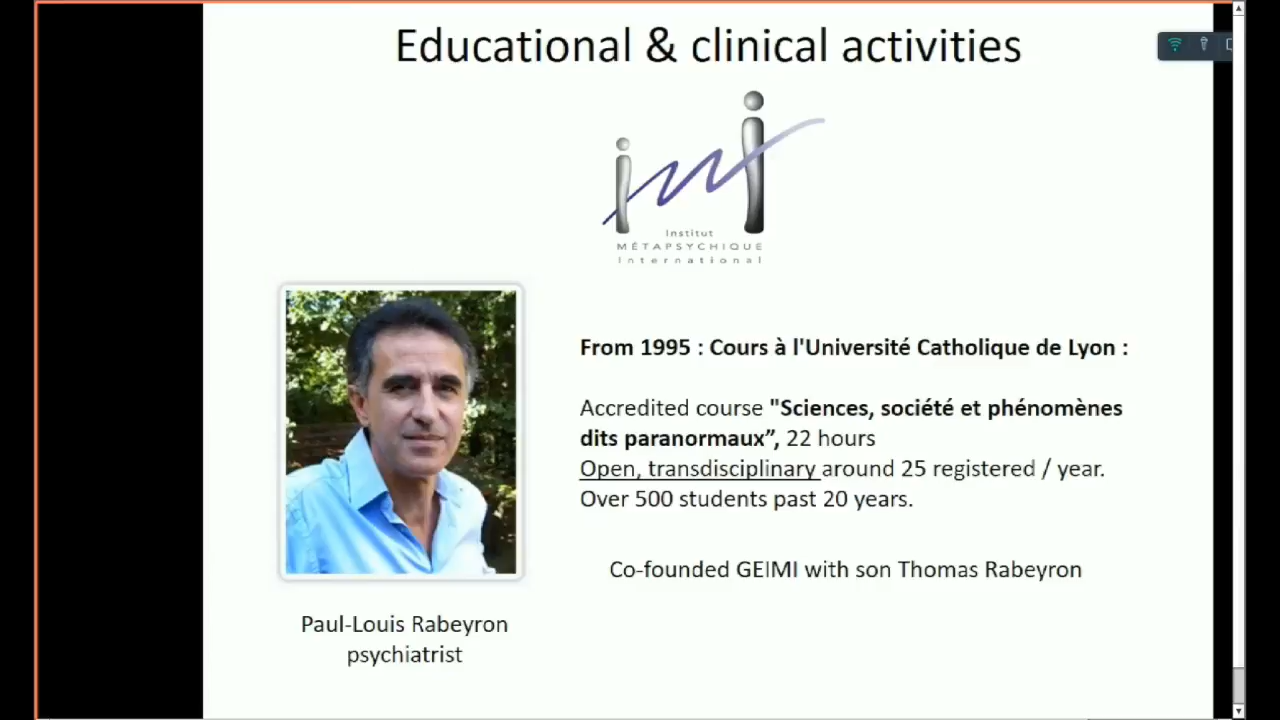 Educational & clinical activities
imi
Institut
MÉTAPSYCHIQUE
International
From 1995 : Cours à l'Université Catholique de Lyon :
Accredited course "Sciences, société et phénomènes
dits paranormaux”, 22 hours
Open, transdisciplinary around 25 registered / year.
Over 500 students past 20 years.
Co-founded GEIMI with son Thomas Rabeyron
Paul-Louis Rabeyron
psychiatrist